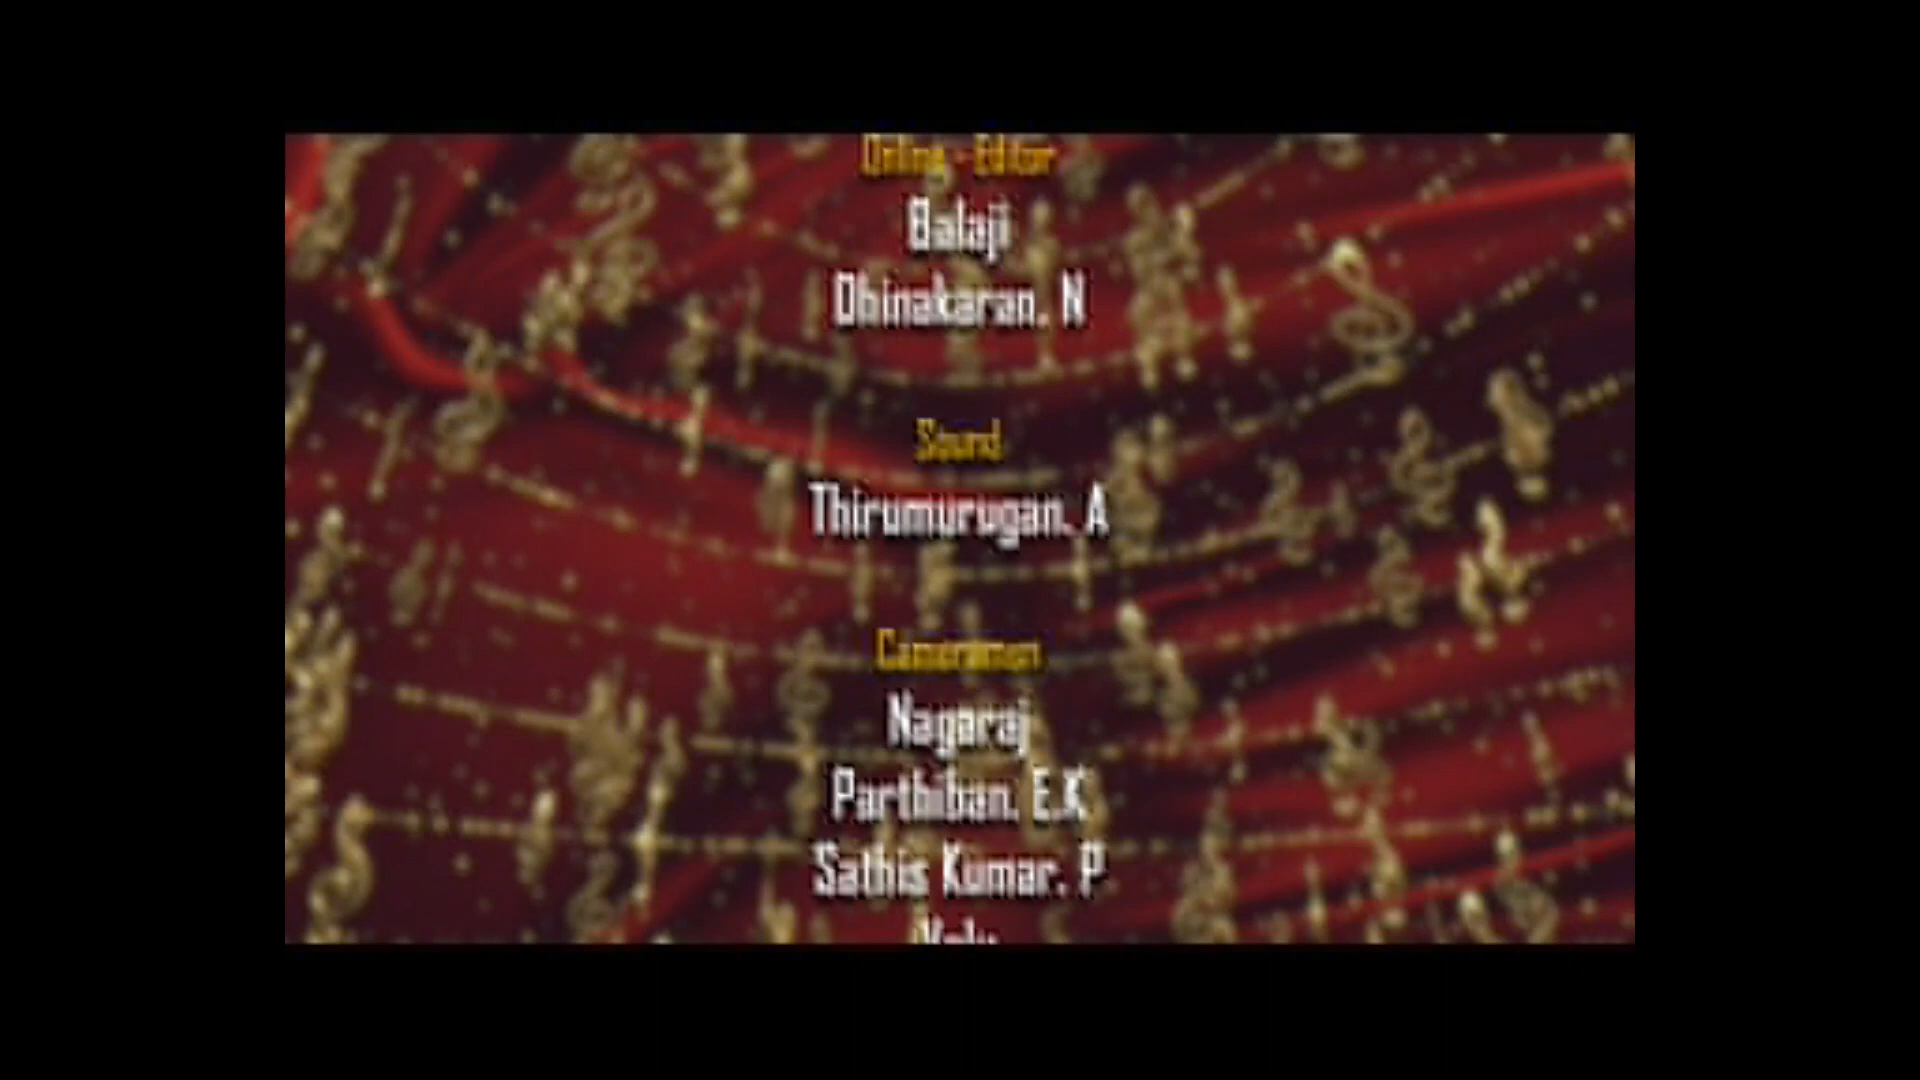 Online - Editor
Balaji
Dhinakaran. N
Sound
Thirumurugan. A
Cameramen
Nagaraj
Parthiban. E.K
Sathis Kumar. P